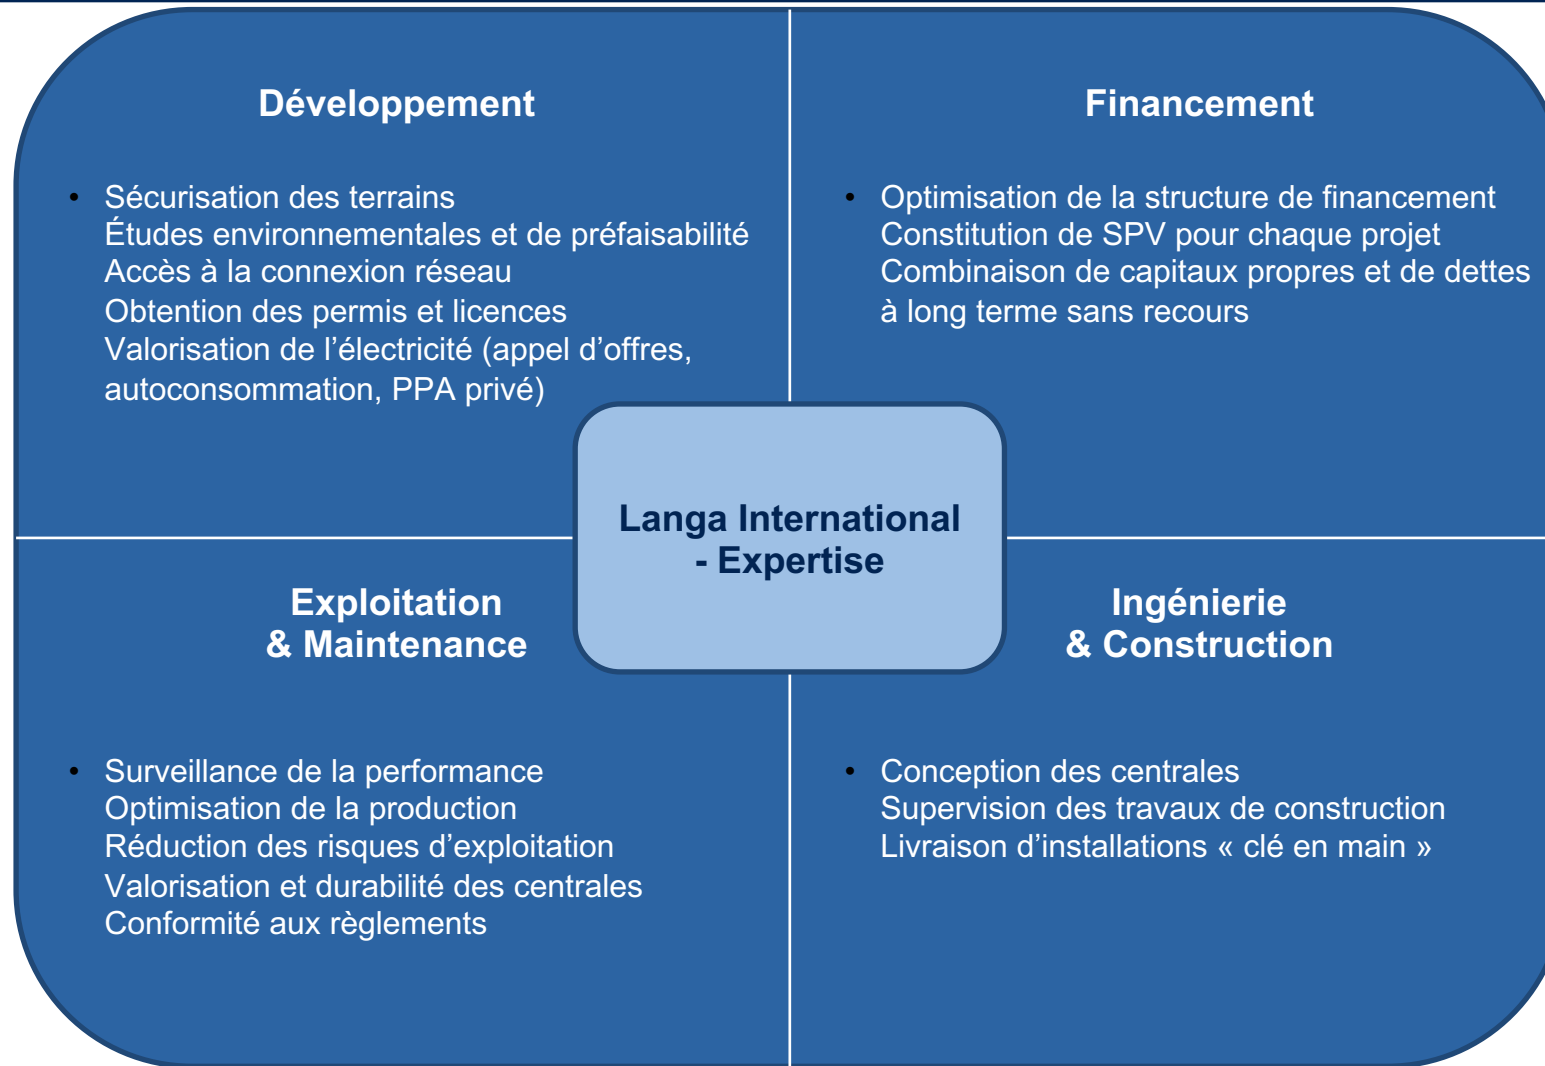 Développement
• Sécurisation des terrains
Études environnementales et de préfaisabilité
Accès à la connexion réseau
Obtention des permis et licences
Valorisation de l’électricité (appel d’offres,
autoconsommation, PPA privé)
Financement
• Optimisation de la structure de financement
Constitution de SPV pour chaque projet
Combinaison de capitaux propres et de dettes
à long terme sans recours
Langa International
- Expertise
Exploitation
& Maintenance
• Surveillance de la performance
Optimisation de la production
Réduction des risques d’exploitation
Valorisation et durabilité des centrales
Conformité aux règlements
Ingénierie
& Construction
• Conception des centrales
Supervision des travaux de construction
Livraison d’installations « clé en main »